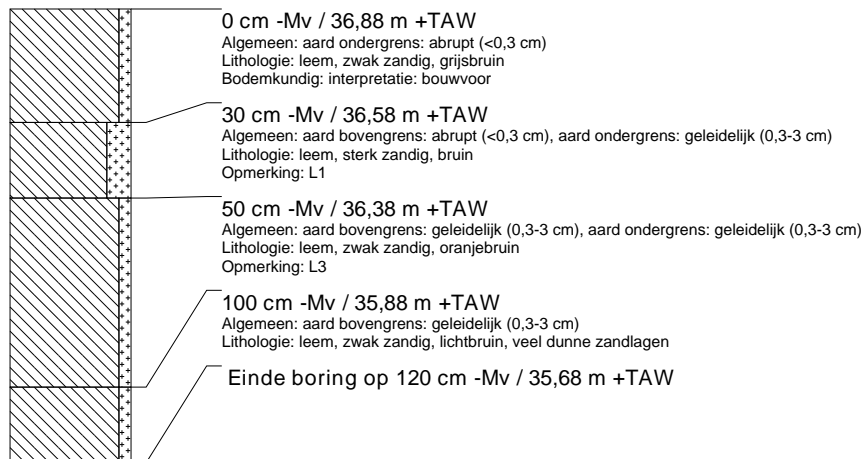 0 cm -Mv / 36,88 m +TAW
Algemeen: aard ondergrens: abrupt (<0,3 cm)
Lithologie: leem, zwak zandig, grijsbruin
Bodemkundig: interpretatie: bouwvoor
30 cm -Mv / 36,58 m +TAW
Algemeen: aard bovengrens: abrupt (<0,3 cm), aard ondergrens: geleidelijk (0,3-3 cm)
Lithologie: leem, sterk zandig, bruin
Opmerking: L1
50 cm -Mv / 36,38 m +TAW
Algemeen: aard bovengrens: geleidelijk (0,3-3 cm), aard ondergrens: geleidelijk (0,3-3 cm)
Lithologie: leem, zwak zandig, oranjebruin
Opmerking: L3
100 cm -Mv / 35,88 m +TAW
Algemeen: aard bovengrens: geleidelijk (0,3-3 cm)
Lithologie: leem, zwak zandig, lichtbruin, veel dunne zandlagen
Einde boring op 120 cm -Mv / 35,68 m +TAW